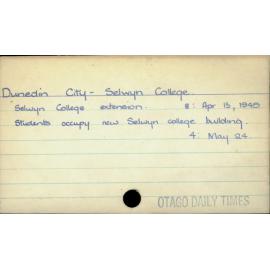 Dunedin City - Selwyn College.
Selwyn College extension. 8: Apr 13, 1948
Students occupy new Selwyn college building.
4: May 24.
OTAGO DAILY TIMES